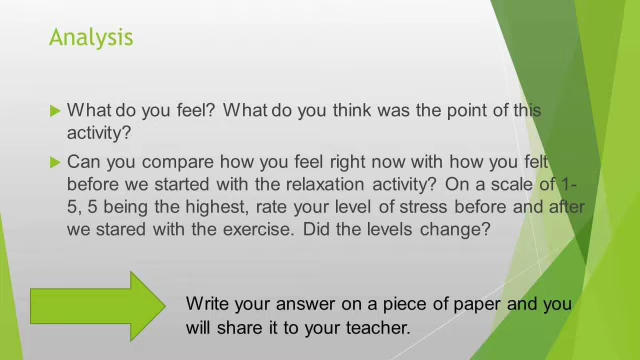 Analysis
What do you feel? What do you think was the point of this
activity?
Can you compare how you feel right now with how you felt
before we started with the relaxation activity? On a scale of 1-
5, 5 being the highest, rate your level of stress before and after
we stared with the exercise. Did the levels change?
Write your answer on a piece of paper and you
will share it to your teacher.